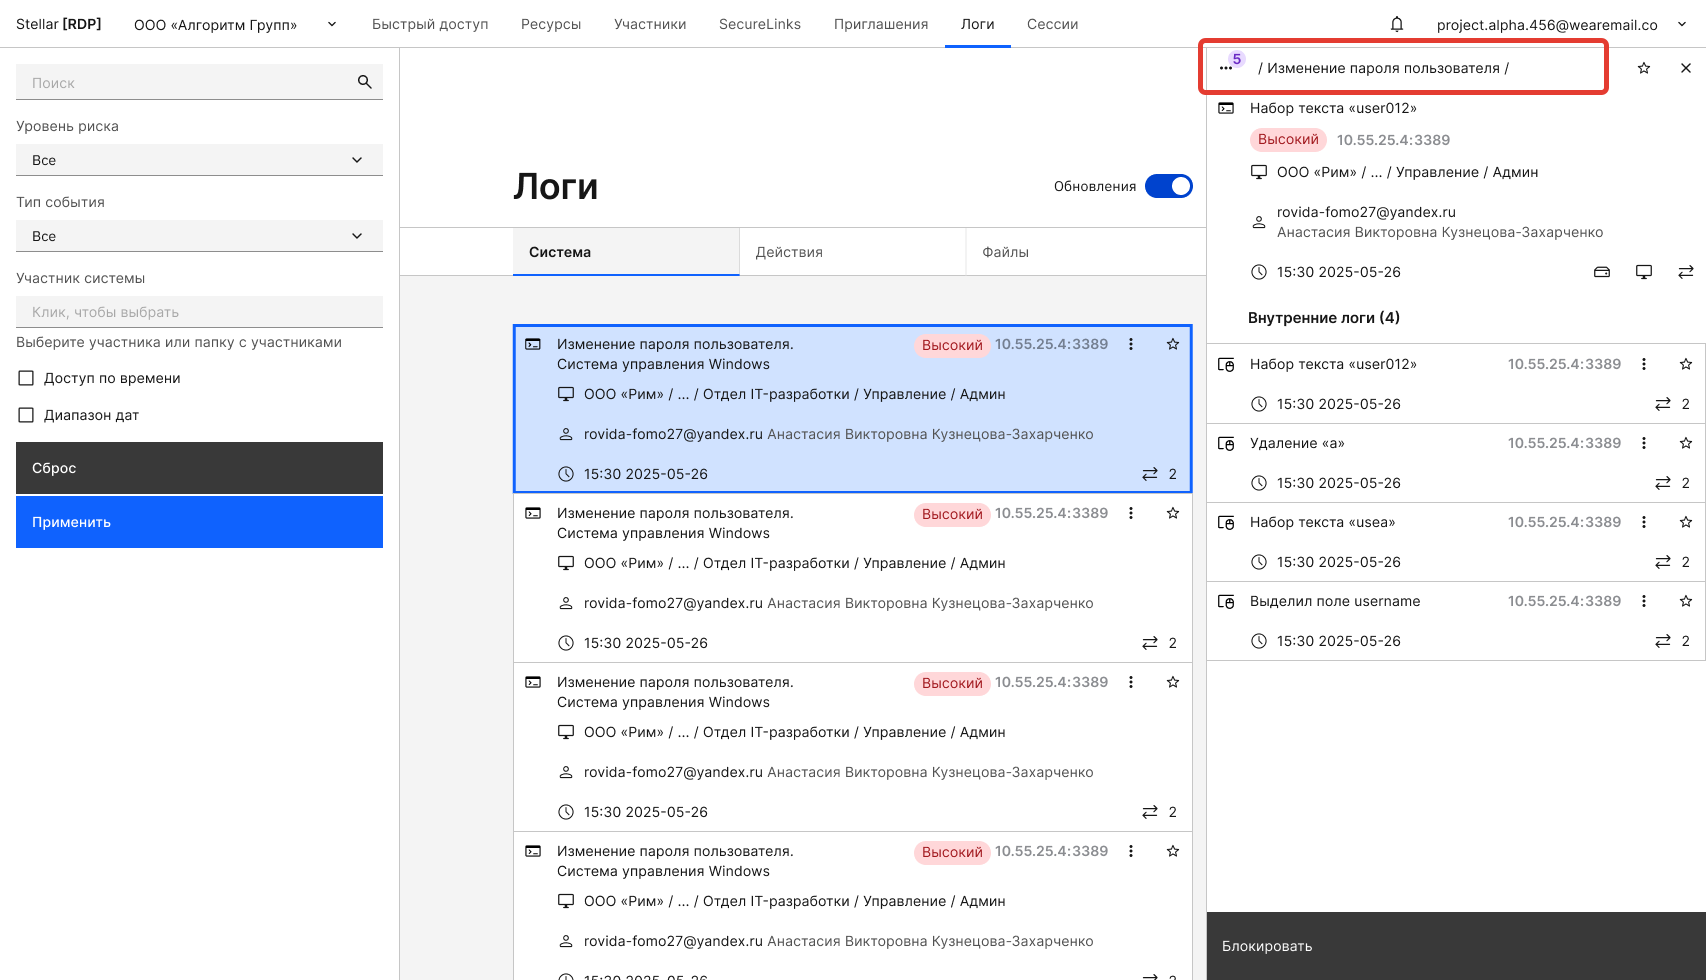 Stellar [RDP]
ООО «Алгоритм Групп»
Быстрый доступ
Ресурсы
Участники
SecureLinks
Приглашения
Логи
Сессии
project.alpha.456@wearemail.co
Поиск
Уровень риска
Все
Тип события
Все
Участник системы
Клик, чтобы выбрать
Выберите участника или папку с участниками
Доступ по времени
Диапазон дат
Сброс
Применить
Логи
Обновления
Система
Действия
Файлы
Изменение пароля пользователя.
Система управления Windows
Высокий
10.55.25.4:3389
ООО «Рим» / ... / Отдел IT-разработки / Управление / Админ
rovida-fomo27@yandex.ru Анастасия Викторовна Кузнецова-Захарченко
15:30 2025-05-26
2
Изменение пароля пользователя.
Система управления Windows
Высокий
10.55.25.4:3389
ООО «Рим» / ... / Отдел IT-разработки / Управление / Админ
rovida-fomo27@yandex.ru Анастасия Викторовна Кузнецова-Захарченко
15:30 2025-05-26
2
Изменение пароля пользователя.
Система управления Windows
Высокий
10.55.25.4:3389
ООО «Рим» / ... / Отдел IT-разработки / Управление / Админ
rovida-fomo27@yandex.ru Анастасия Викторовна Кузнецова-Захарченко
15:30 2025-05-26
2
Изменение пароля пользователя.
Система управления Windows
Высокий
10.55.25.4:3389
ООО «Рим» / ... / Отдел IT-разработки / Управление / Админ
rovida-fomo27@yandex.ru Анастасия Викторовна Кузнецова-Захарченко
15:30 2025-05-26
2
... 5 / Изменение пароля пользователя /
Набор текста «user012»
Высокий
10.55.25.4:3389
ООО «Рим» / ... / Управление / Админ
rovida-fomo27@yandex.ru
Анастасия Викторовна Кузнецова-Захарченко
15:30 2025-05-26
Внутренние логи (4)
Набор текста «user012»
10.55.25.4:3389
15:30 2025-05-26
2
Удаление «a»
10.55.25.4:3389
15:30 2025-05-26
2
Набор текста «usea»
10.55.25.4:3389
15:30 2025-05-26
2
Выделил поле username
10.55.25.4:3389
15:30 2025-05-26
2
Блокировать